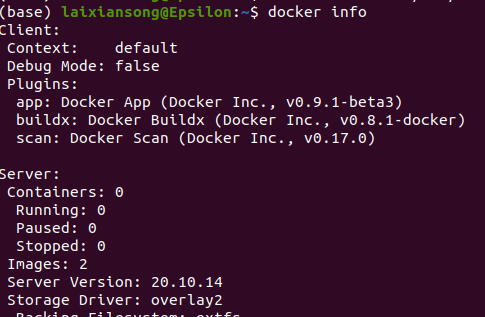 (base) laixiansong@Epsilon:~$ docker info
Client:
 Context:    default
 Debug Mode: false
 Plugins:
  app: Docker App (Docker Inc., v0.9.1-beta3)
  buildx: Docker Buildx (Docker Inc., v0.8.1-docker)
  scan: Docker Scan (Docker Inc., v0.17.0)

Server:
 Containers: 0
  Running: 0
  Paused: 0
  Stopped: 0
 Images: 2
 Server Version: 20.10.14
 Storage Driver: overlay2
  Backing Filesystem: extfs